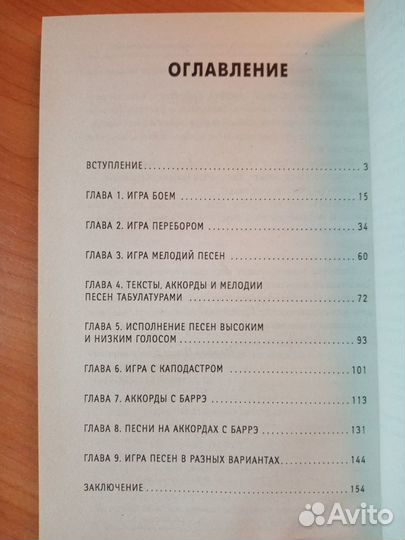 ОГЛАВЛЕНИЕ
ВСТУПЛЕНИЕ........3
ГЛАВА 1. ИГРА БОЕМ........15
ГЛАВА 2. ИГРА ПЕРЕБОРОМ........34
ГЛАВА 3. ИГРА МЕЛОДИЙ ПЕСЕН........60
ГЛАВА 4. ТЕКСТЫ, АККОРДЫ И МЕЛОДИИ
ПЕСЕН ТАБУЛАТУРАМИ........72
ГЛАВА 5. ИСПОЛНЕНИЕ ПЕСЕН ВЫСОКИМ
И НИЗКИМ ГОЛОСОМ........93
ГЛАВА 6. ИГРА С КАПОДАСТРОМ........101
ГЛАВА 7. АККОРДЫ С БАРРЭ........113
ГЛАВА 8. ПЕСНИ НА АККОРДАХ С БАРРЭ........131
ГЛАВА 9. ИГРА ПЕСЕН В РАЗНЫХ ВАРИАНТАХ........144
ЗАКЛЮЧЕНИЕ........154
Avito